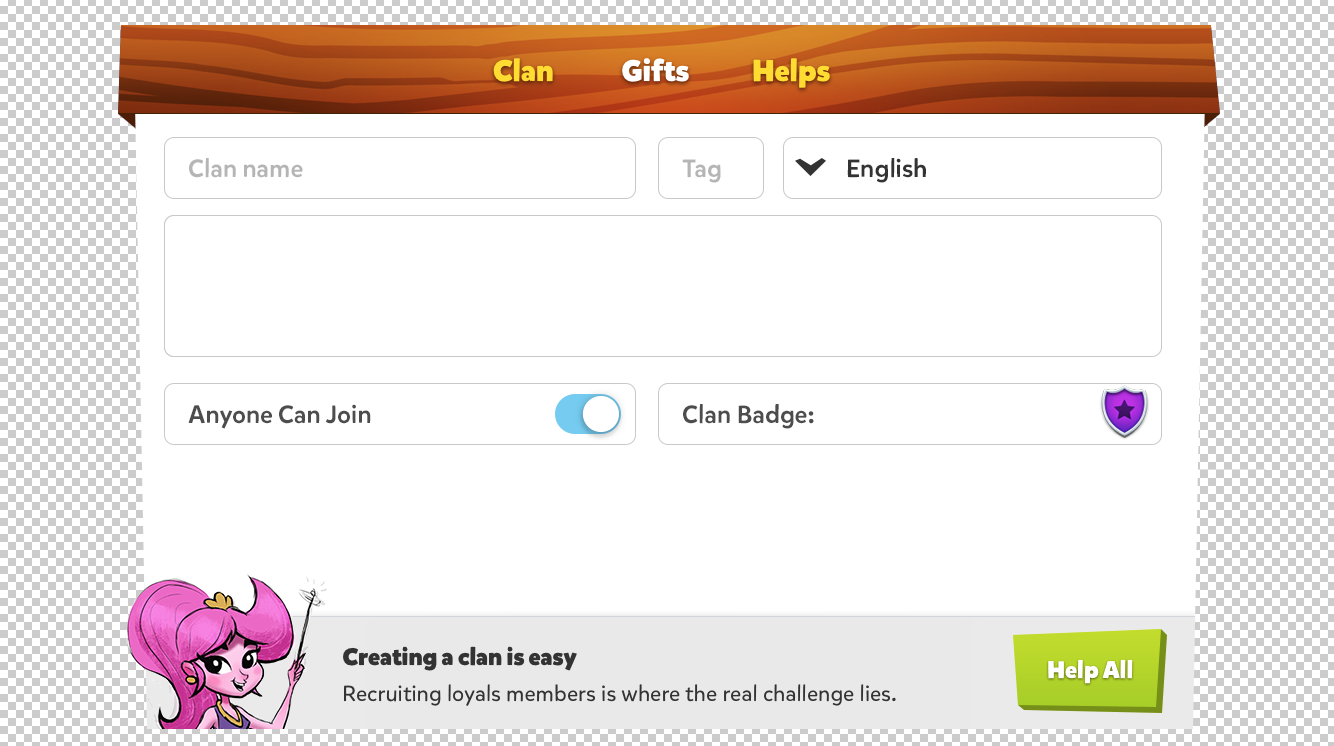 Clan Gifts Helps
Clan name Tag English
Anyone Can Join Clan Badge:
Creating a clan is easy
Recruiting loyals members is where the real challenge lies.
Help All